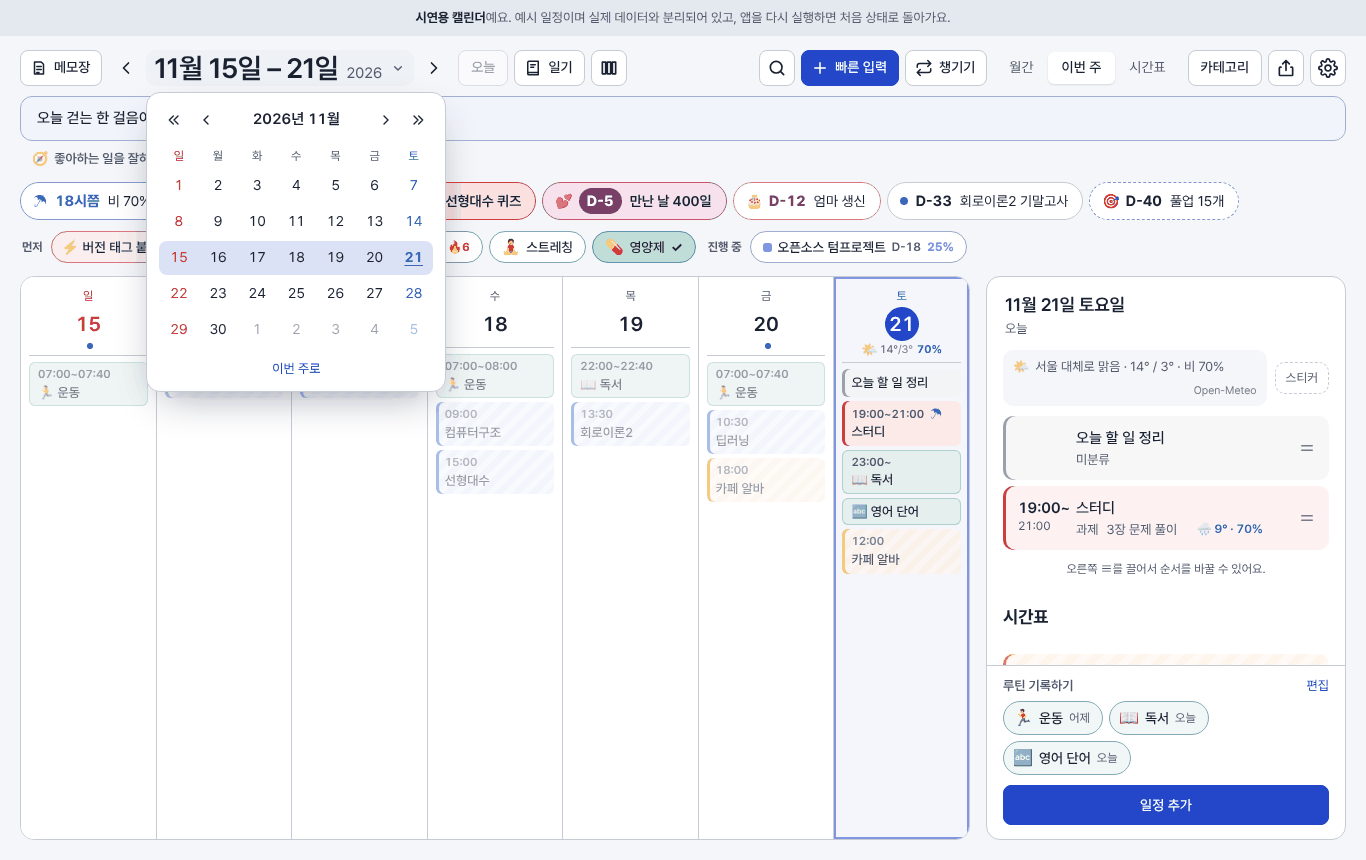 시연용 캘린더예요. 예시 일정이며 실제 데이터와 분리되어 있고, 앱을 다시 실행하면 처음 상태로 돌아가요.
메모장
11월 15일 – 21일 2026
오늘
일기
빠른 입력
챙기기
월간
이번 주
시간표
카테고리
오늘 걷는 한 걸음이
좋아하는 일을 잘하
2026년 11월
일 월 화 수 목 금 토
1 2 3 4 5 6 7
8 9 10 11 12 13 14
15 16 17 18 19 20 21
22 23 24 25 26 27 28
29 30 1 2 3 4 5
이번 주로
18시쯤 비 70%
선형대수 퀴즈
D-5 만난 날 400일
D-12 엄마 생신
D-33 회로이론2 기말고사
D-40 풀업 15개
먼저
버전 태그 붙
6
스트레칭
영양제
진행 중
오픈소스 텀프로젝트 D-18 25%
일
15
07:00~07:40
운동
수
18
07:00~08:00
운동
09:00
컴퓨터구조
15:00
선형대수
목
19
22:00~22:40
독서
13:30
회로이론2
금
20
07:00~07:40
운동
10:30
딥러닝
18:00
카페 알바
토
21
14°/3° 70%
오늘 할 일 정리
19:00~21:00
스터디
23:00~
독서
영어 단어
12:00
카페 알바
11월 21일 토요일
오늘
서울 대체로 맑음 · 14° / 3° · 비 70%
Open-Meteo
스티커
오늘 할 일 정리
미분류
19:00~ 스터디
21:00 과제 3장 문제 풀이 9° · 70%
오른쪽 ≡를 끌어서 순서를 바꿀 수 있어요.
시간표
루틴 기록하기
편집
운동 어제
독서 오늘
영어 단어 오늘
일정 추가